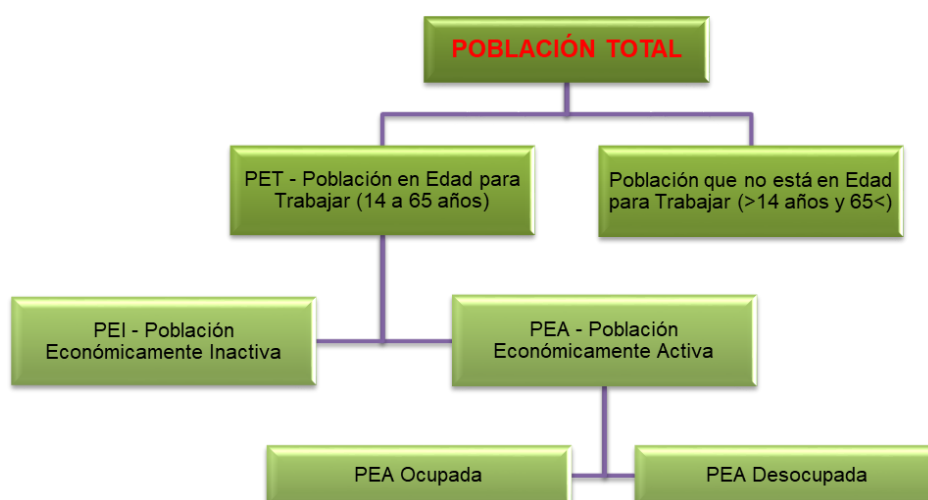 POBLACIÓN TOTAL
PET - Población en Edad para
Trabajar (14 a 65 años)
Población que no está en Edad
para Trabajar (>14 años y 65<)
PEI - Población
Económicamente Inactiva
PEA - Población
Económicamente Activa
PEA Ocupada
PEA Desocupada